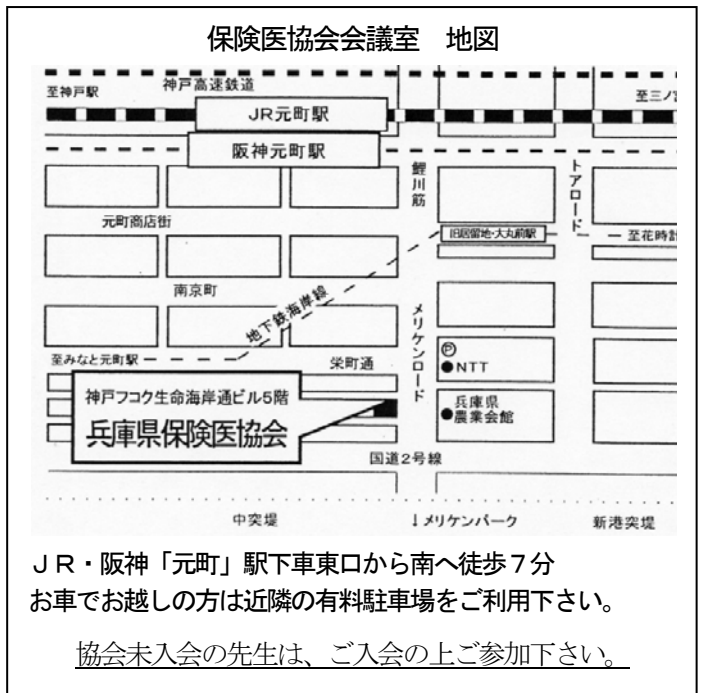 保険医協会会議室 地図
至神戸駅
神戸高速鉄道
至三ノ宮
JR元町駅
阪神元町駅
鯉川筋
トアロード
元町商店街
旧居留地・大丸前駅
至花時計
南京町
地下鉄海岸線
メリケンロード
至みなと元町駅
栄町通
Ⓟ
●NTT
神戸フコク生命海岸通ビル5階
兵庫県保険医協会
●兵庫県
農業会館
国道2号線
中突堤
↓メリケンパーク
新港突堤
JR・阪神「元町」駅下車東口から南へ徒歩7分
お車でお越しの方は近隣の有料駐車場をご利用下さい。
協会未入会の先生は、ご入会の上ご参加下さい。